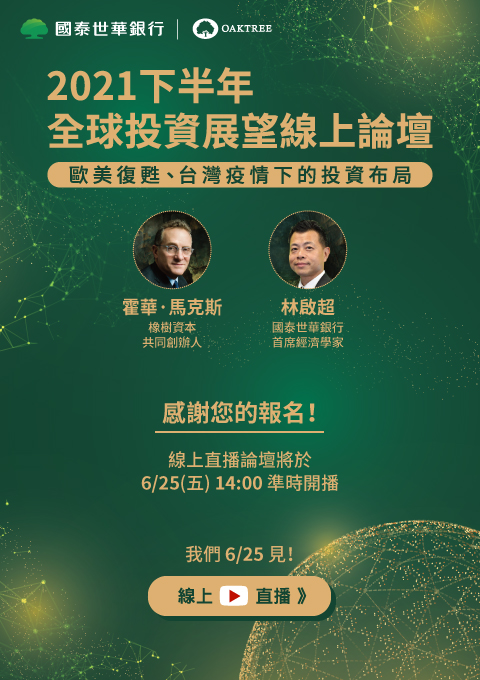 國泰世華銀行 OAKTREE
2021下半年
全球投資展望線上論壇
歐美復甦、台灣疫情下的投資布局
霍華·馬克斯 林啟超
橡樹資本 國泰世華銀行
共同創辦人 首席經濟學家
感謝您的報名!
線上直播論壇將於
6/25(五) 14:00 準時開播
我們 6/25 見!
線上 直播 》